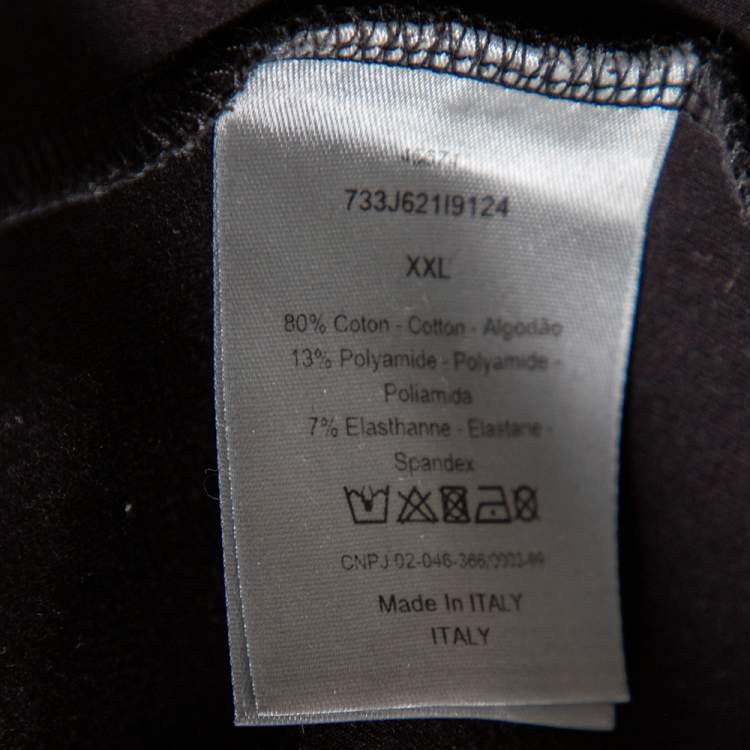 733J621I9124
XXL
80% Coton - Cotton - Algodão
13% Polyamide - Polyamide -
Poliamida
7% Elasthanne - Elastane -
Spandex
CNPJ 02-046-366/0003-99
Made In ITALY
ITALY